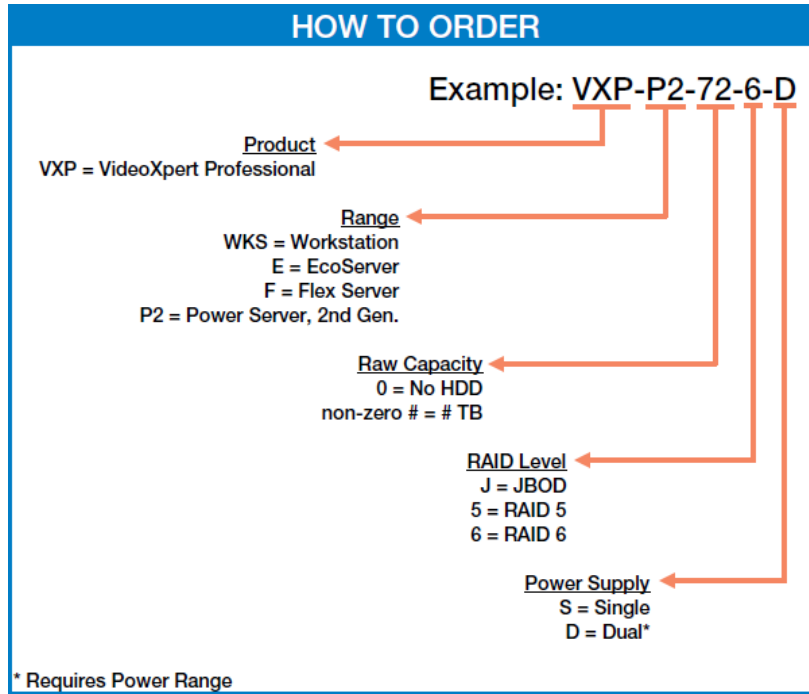 HOW TO ORDER
Example: VXP-P2-72-6-D
Product
VXP = VideoXpert Professional
Range
WKS = Workstation
E = EcoServer
F = Flex Server
P2 = Power Server, 2nd Gen.
Raw Capacity
0 = No HDD
non-zero # = # TB
RAID Level
J = JBOD
5 = RAID 5
6 = RAID 6
Power Supply
S = Single
D = Dual*
* Requires Power Range